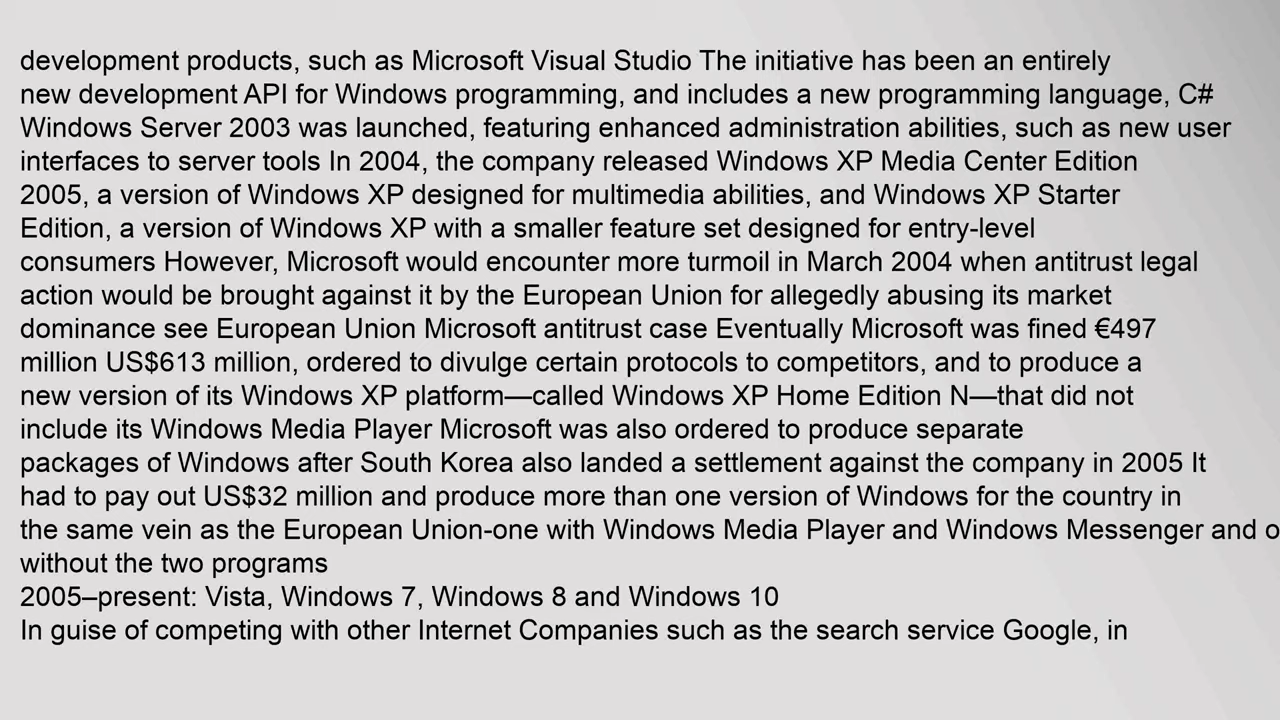 development products, such as Microsoft Visual Studio The initiative has been an entirely
new development API for Windows programming, and includes a new programming language, C#
Windows Server 2003 was launched, featuring enhanced administration abilities, such as new user
interfaces to server tools In 2004, the company released Windows XP Media Center Edition
2005, a version of Windows XP designed for multimedia abilities, and Windows XP Starter
Edition, a version of Windows XP with a smaller feature set designed for entry-level
consumers However, Microsoft would encounter more turmoil in March 2004 when antitrust legal
action would be brought against it by the European Union for allegedly abusing its market
dominance see European Union Microsoft antitrust case Eventually Microsoft was fined €497
million US$613 million, ordered to divulge certain protocols to competitors, and to produce a
new version of its Windows XP platform—called Windows XP Home Edition N—that did not
include its Windows Media Player Microsoft was also ordered to produce separate
packages of Windows after South Korea also landed a settlement against the company in 2005 It
had to pay out US$32 million and produce more than one version of Windows for the country in
the same vein as the European Union-one with Windows Media Player and Windows Messenger and
without the two programs
2005–present: Vista, Windows 7, Windows 8 and Windows 10
In guise of competing with other Internet Companies such as the search service Google, in